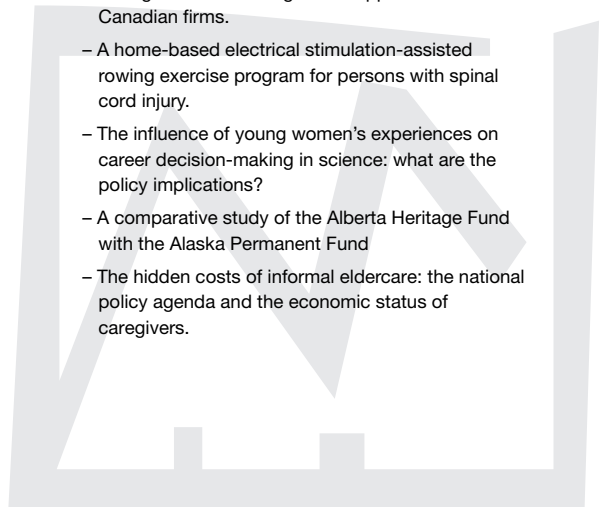 Canadian firms.
– A home-based electrical stimulation-assisted
rowing exercise program for persons with spinal
cord injury.
– The influence of young women’s experiences on
career decision-making in science: what are the
policy implications?
– A comparative study of the Alberta Heritage Fund
with the Alaska Permanent Fund
– The hidden costs of informal eldercare: the national
policy agenda and the economic status of
caregivers.